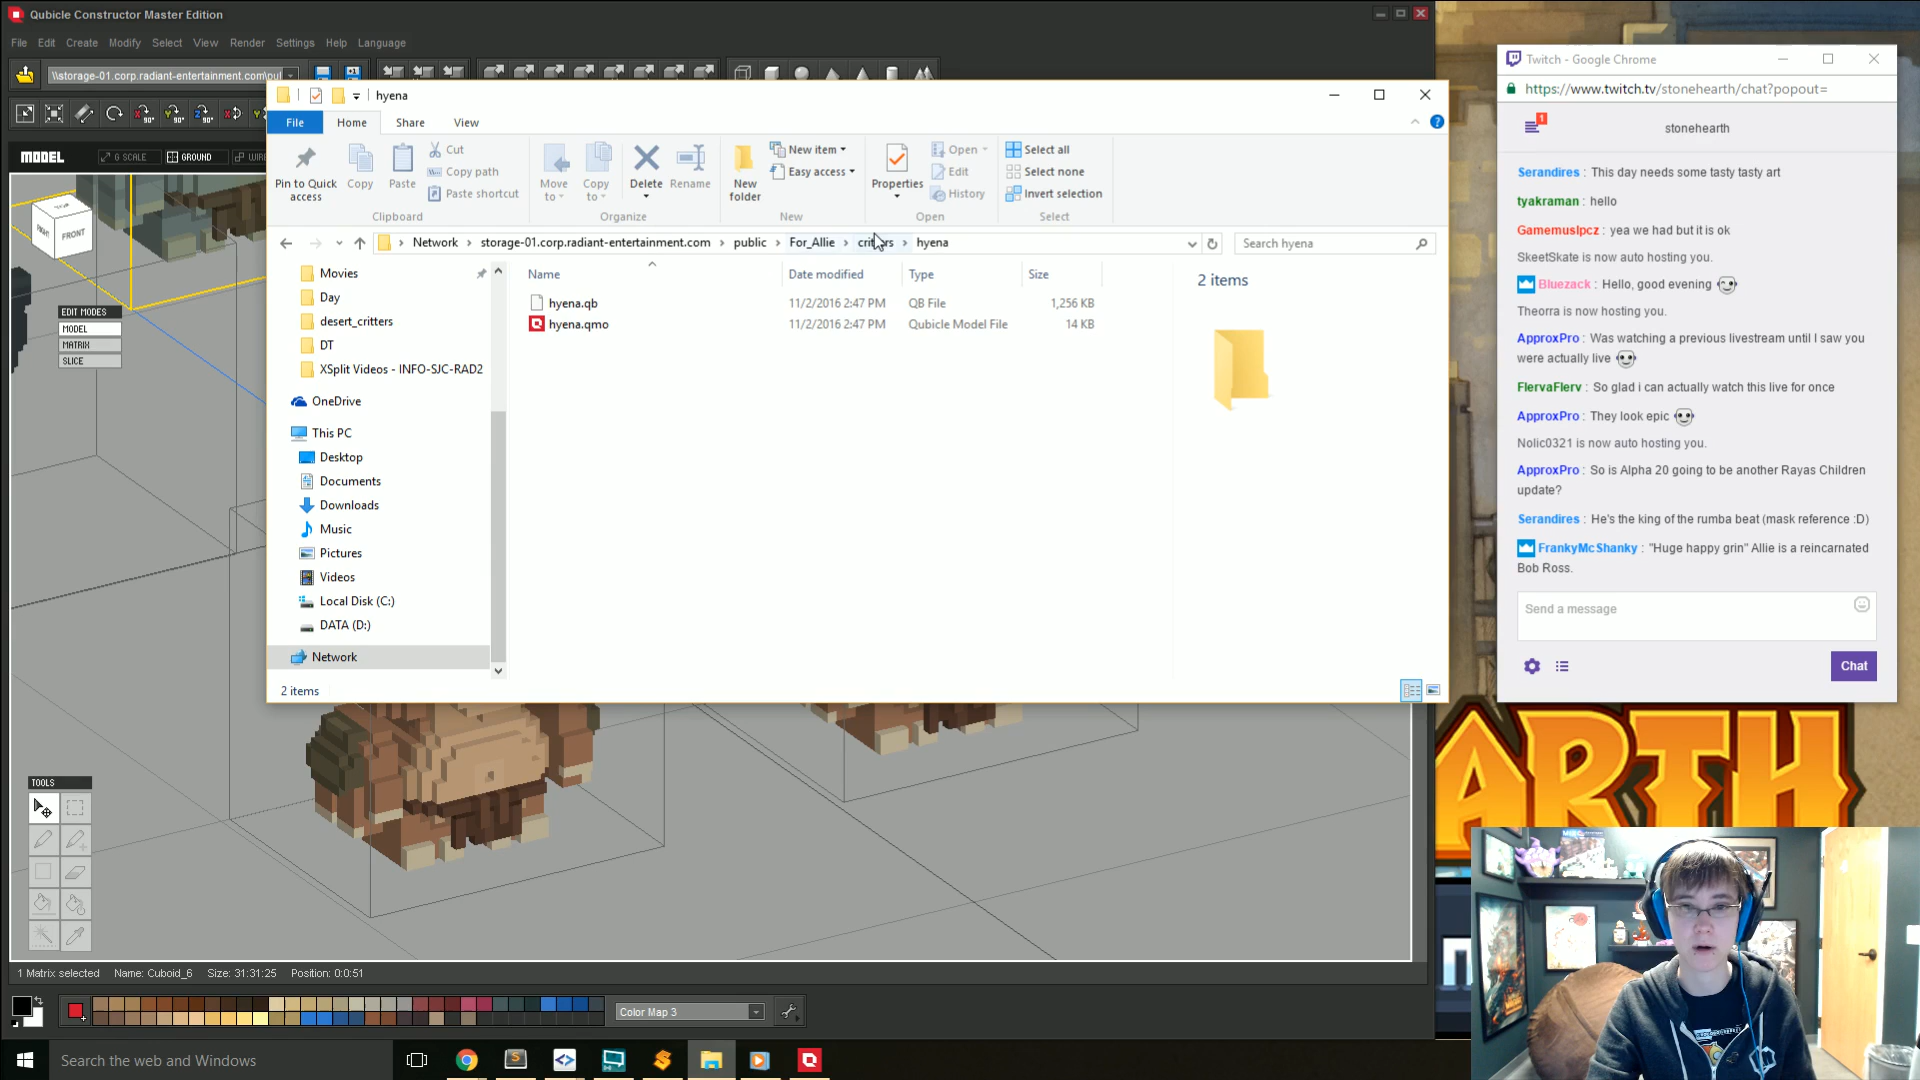 Qubicle Constructor Master Edition
File Edit Create Modify Select View Render Settings Help Language
\\storage-01.corp.radiant-entertainment.com\pul
MODEL G SCALE GROUND
RIGHT FRONT
EDIT MODES
MODEL
MATRIX
SLICE
TOOLS
hyena
File Home Share View
Pin to Quick access
Copy
Paste
Cut
Copy path
Paste shortcut
Clipboard
Move to
Copy to
Delete
Rename
Organize
New folder
New item
Easy access
New
Properties
Open
Edit
History
Open
Select all
Select none
Invert selection
Select
Network storage-01.corp.radiant-entertainment.com public For_Allie hyena
Search hyena
Movies
Day
desert_critters
DT
XSplit Videos - INFO-SJC-RAD2
OneDrive
This PC
Desktop
Documents
Downloads
Music
Pictures
Videos
Local Disk (C:)
DATA (D:)
Network
Name Date modified Type Size
hyena.qb 11/2/2016 2:47 PM QB File 1,256 KB
hyena.qmo 11/2/2016 2:47 PM Qubicle Model File 14 KB
2 items
2 items
1 Matrix selected Name: Cuboid_6 Size: 31:31:25 Position: 0:0:51
Color Map 3
Search the web and Windows
Twitch - Google Chrome
https://www.twitch.tv/stonehearth/chat?popout=
1
stonehearth
Serandires : This day needs some tasty tasty art
tyakraman : hello
Gamemuslpcz : yea we had but it is ok
SkeetSkate is now auto hosting you.
Bluezack : Hello, good evening
Theorra is now hosting you.
ApproxPro : Was watching a previous livestream until I saw you
were actually live
FlervaFlerv : So glad i can actually watch this live for once
ApproxPro : They look epic
Nolic0321 is now auto hosting you.
ApproxPro : So is Alpha 20 going to be another Rayas Children
update?
Serandires : He's the king of the rumba beat (mask reference :D)
FrankyMcShanky : "Huge happy grin" Allie is a reincarnated
Bob Ross.
Send a message
Chat
ARTH